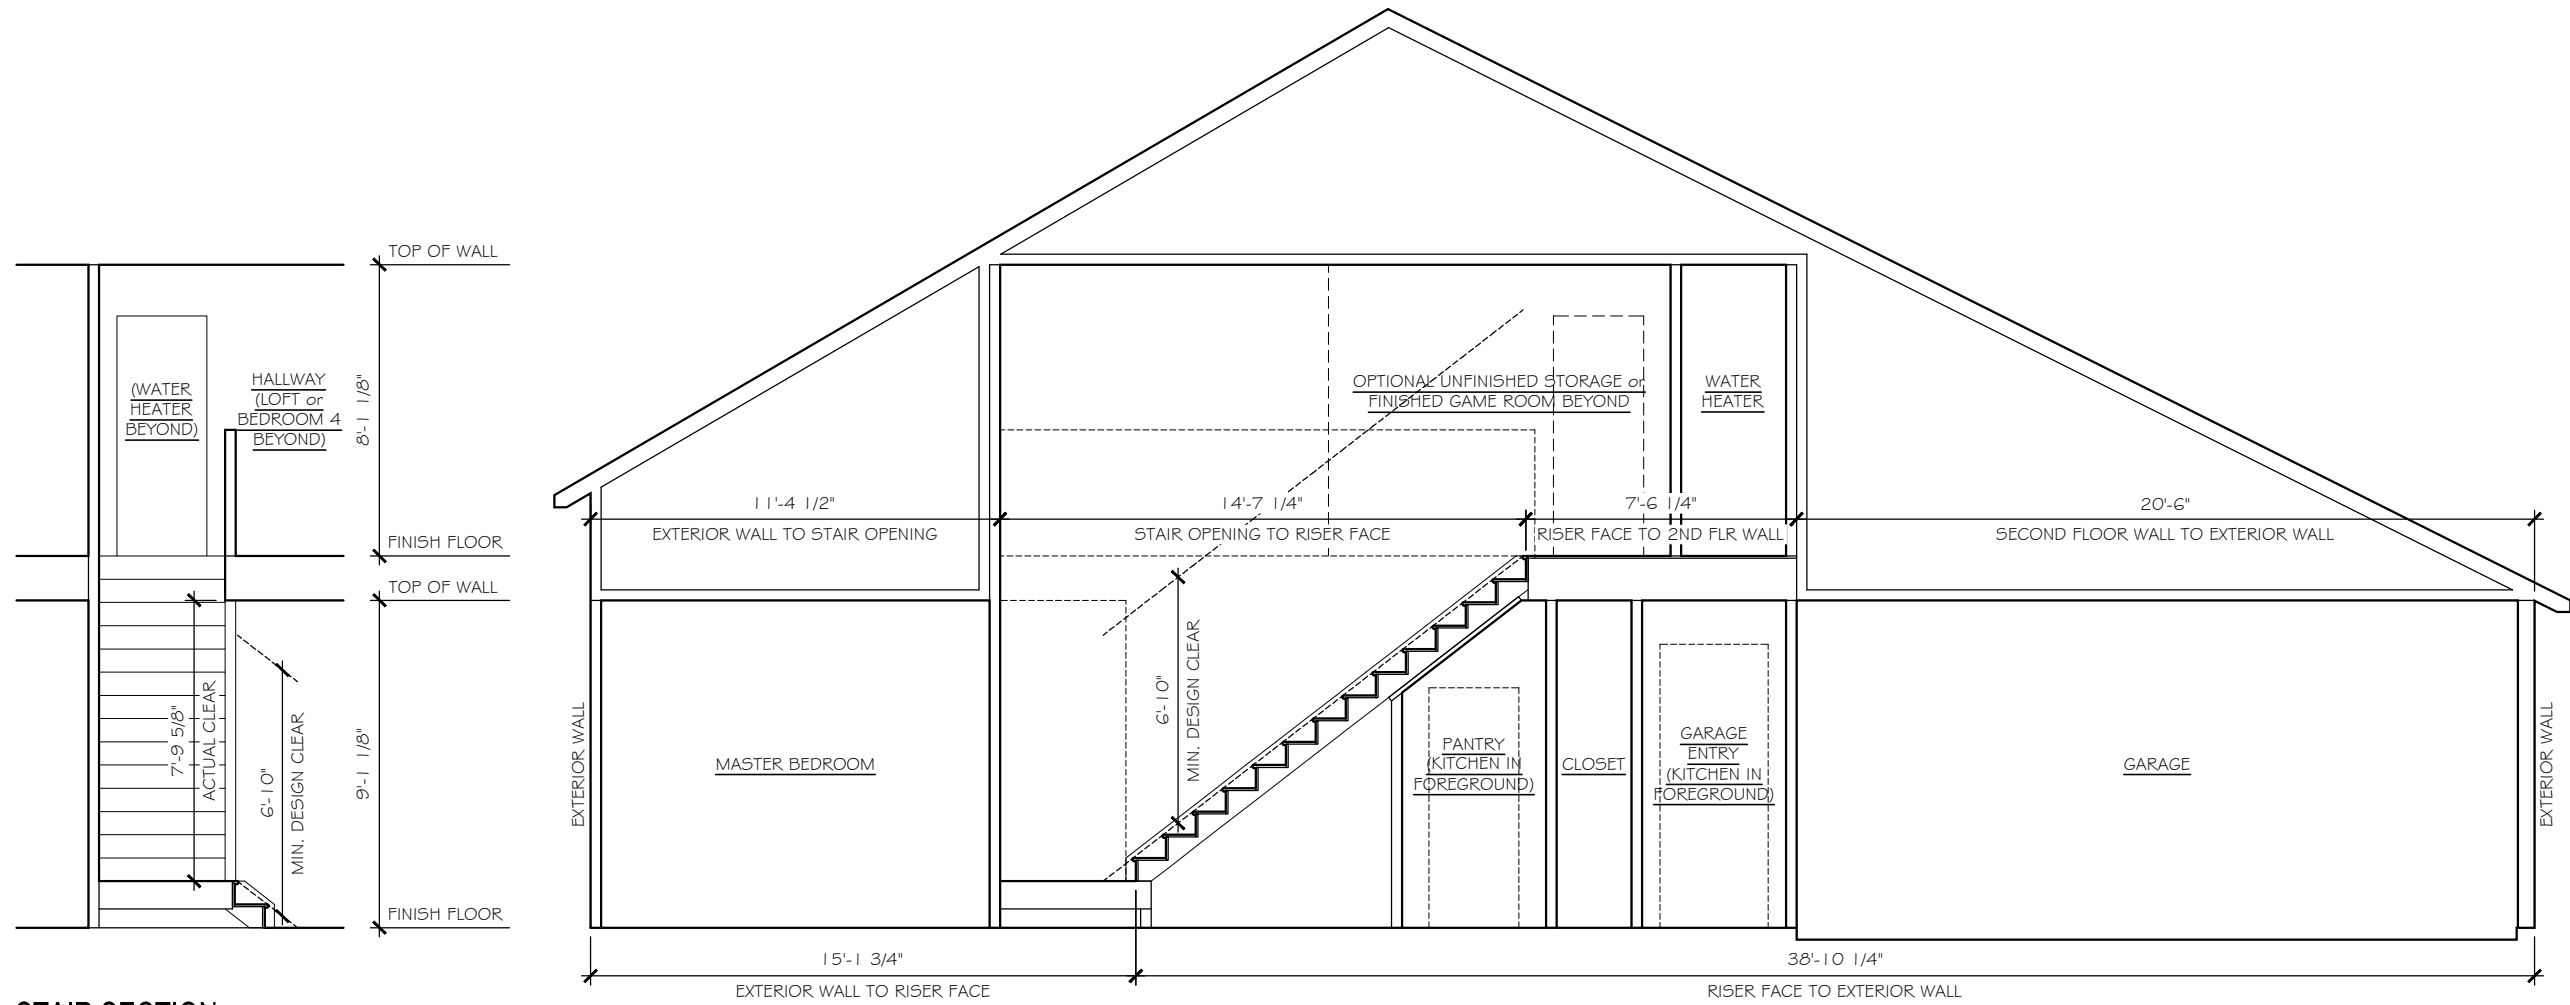 TOP OF WALL
(WATER
HEATER
BEYOND)
HALLWAY
(LOFT or
BEDROOM 4
BEYOND)
8'-1 1/8"
FINISH FLOOR
TOP OF WALL
7'-9 5/8"
ACTUAL CLEAR
6'-10"
MIN. DESIGN CLEAR
9'-1 1/8"
FINISH FLOOR
OPTIONAL UNFINISHED STORAGE or
FINISHED GAME ROOM BEYOND
WATER
HEATER
11'-4 1/2"
EXTERIOR WALL TO STAIR OPENING
14'-7 1/4"
STAIR OPENING TO RISER FACE
7'-6 1/4"
RISER FACE TO 2ND FLR WALL
20'-6"
SECOND FLOOR WALL TO EXTERIOR WALL
EXTERIOR WALL
MASTER BEDROOM
6'-10"
MIN. DESIGN CLEAR
PANTRY
(KITCHEN IN
FOREGROUND)
CLOSET
GARAGE
ENTRY
(KITCHEN IN
FOREGROUND)
GARAGE
EXTERIOR WALL
15'-1 3/4"
EXTERIOR WALL TO RISER FACE
38'-10 1/4"
RISER FACE TO EXTERIOR WALL
STAIR SECTION